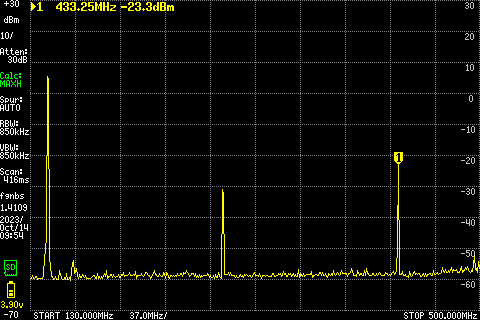 +30
▶1 433.25MHz -23.3dBm
30
dBm
10/
20
Atten:
30dB
10
Calc:
MAXH
0
Spur:
AUTO
RBW:
850kHz
-10
VBW:
850kHz
1
-20
Scan:
416ms
-30
fgnbs
1.4109
2023/
Oct/14
09:54
-40
-50
SD
-60
3.90v
-70
START 130.000MHz 37.0MHz/ STOP 500.000MHz